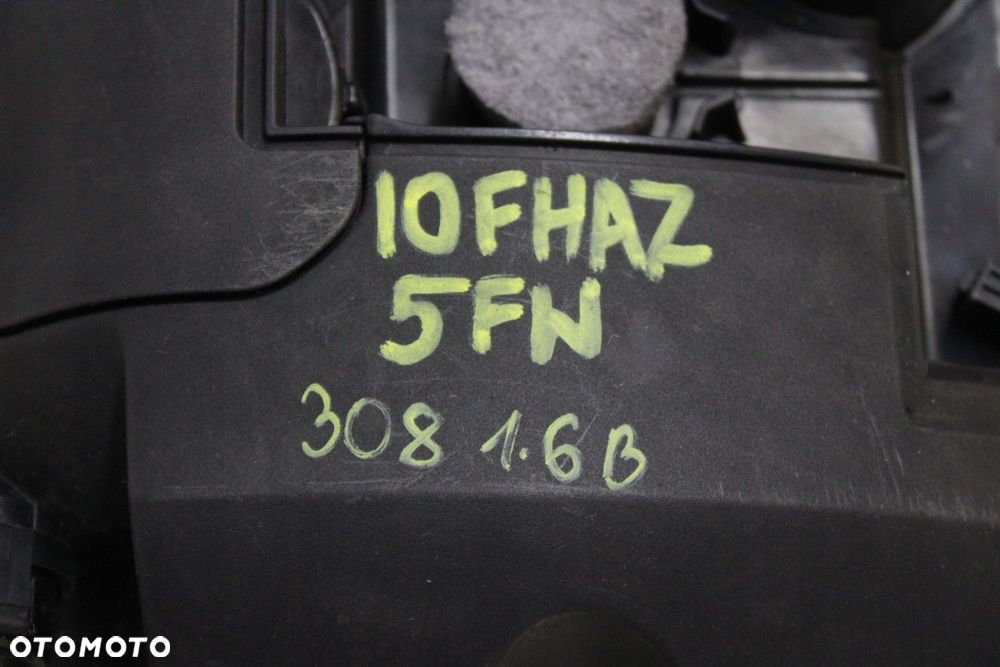 10FHAZ
5FN
308 1.6B
OTOMOTO